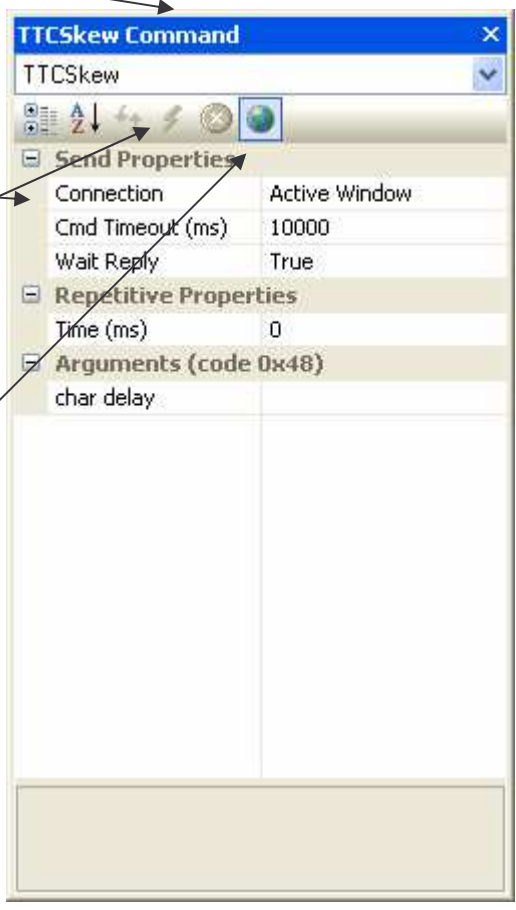 TTCSkew Command
TTCSkew
Send Properties
Connection Active Window
Cmd Timeout (ms) 10000
Wait Reply True
Repetitive Properties
Time (ms) 0
Arguments (code 0x48)
char delay